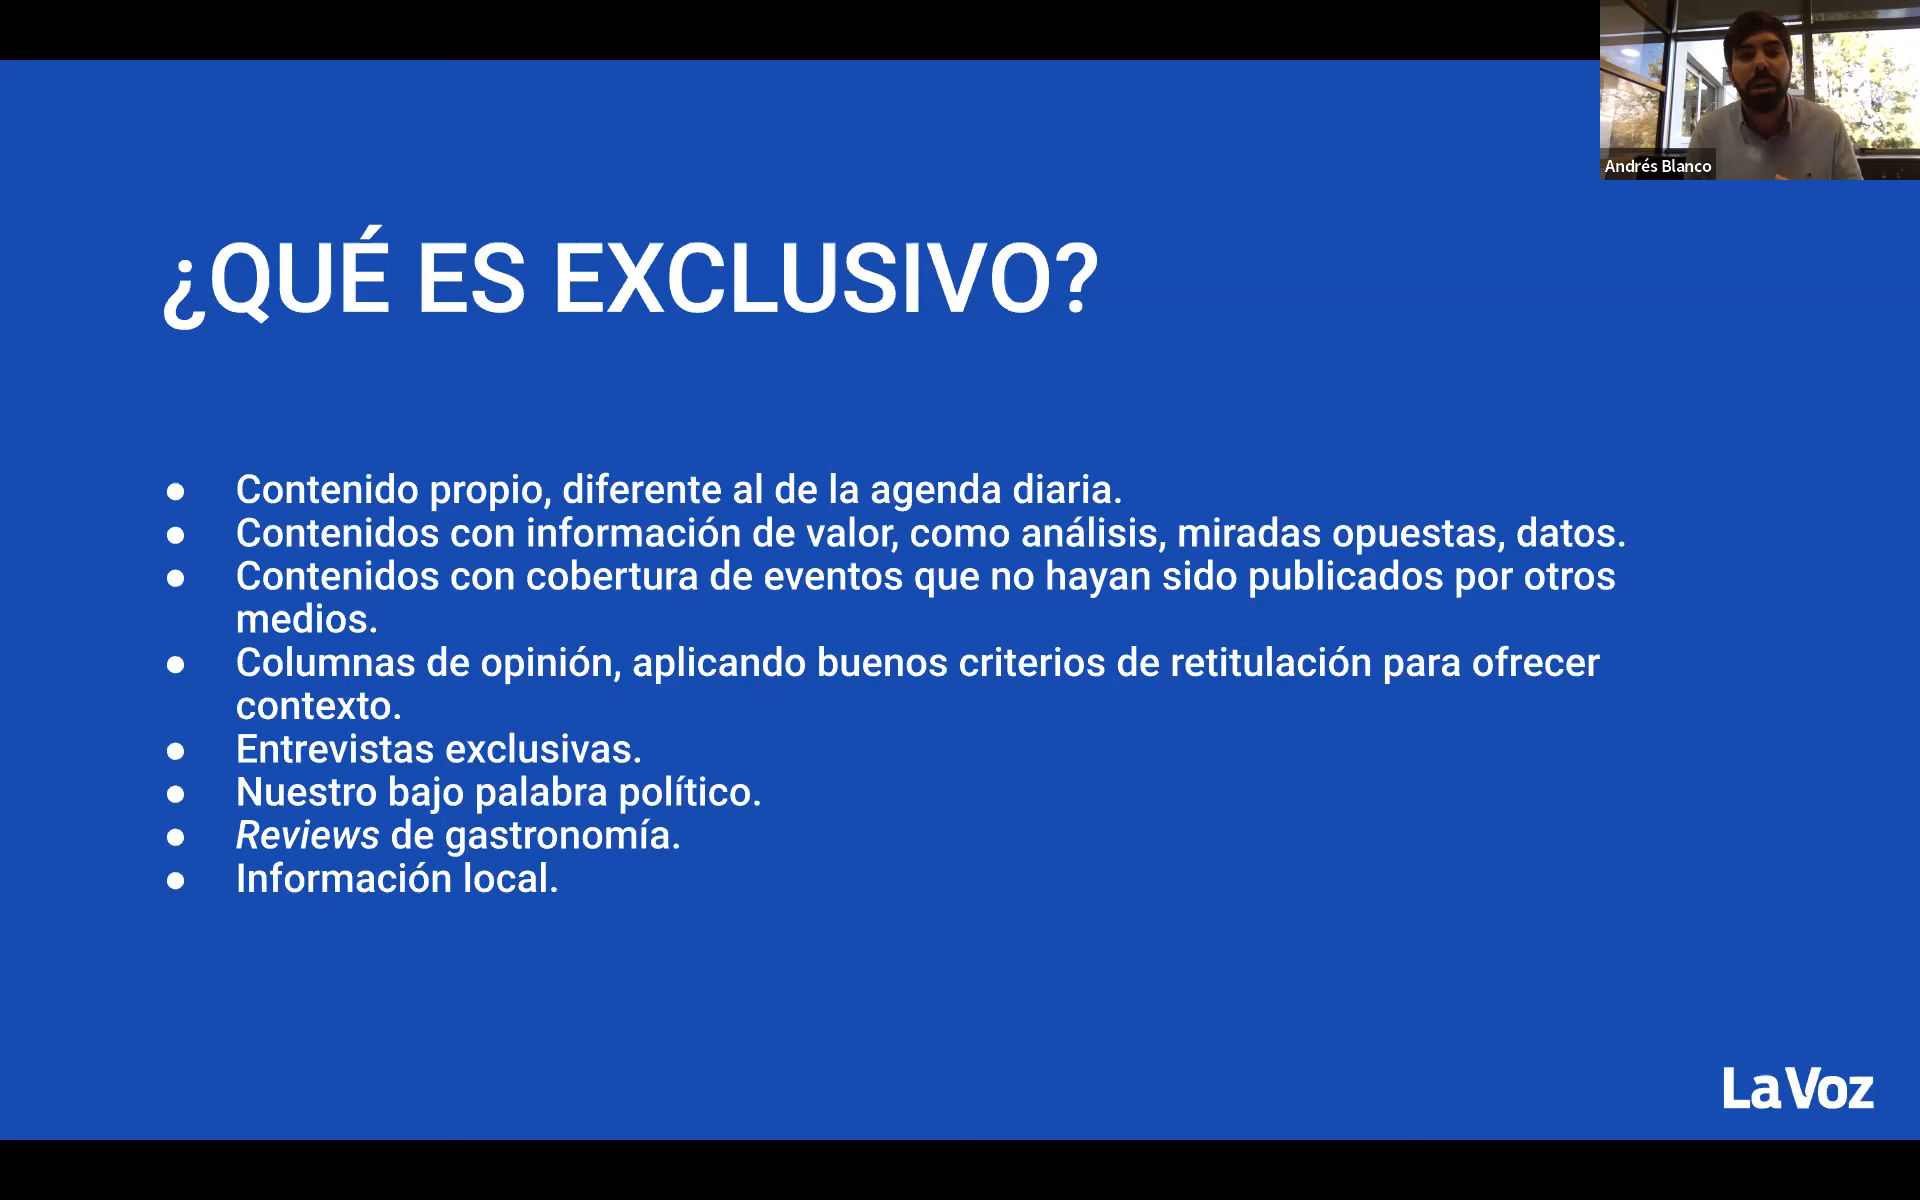 Andrés Blanco
¿QUÉ ES EXCLUSIVO?
● Contenido propio, diferente al de la agenda diaria.
● Contenidos con información de valor, como análisis, miradas opuestas, datos.
● Contenidos con cobertura de eventos que no hayan sido publicados por otros
medios.
● Columnas de opinión, aplicando buenos criterios de retitulación para ofrecer
contexto.
● Entrevistas exclusivas.
● Nuestro bajo palabra político.
● Reviews de gastronomía.
● Información local.
La Voz